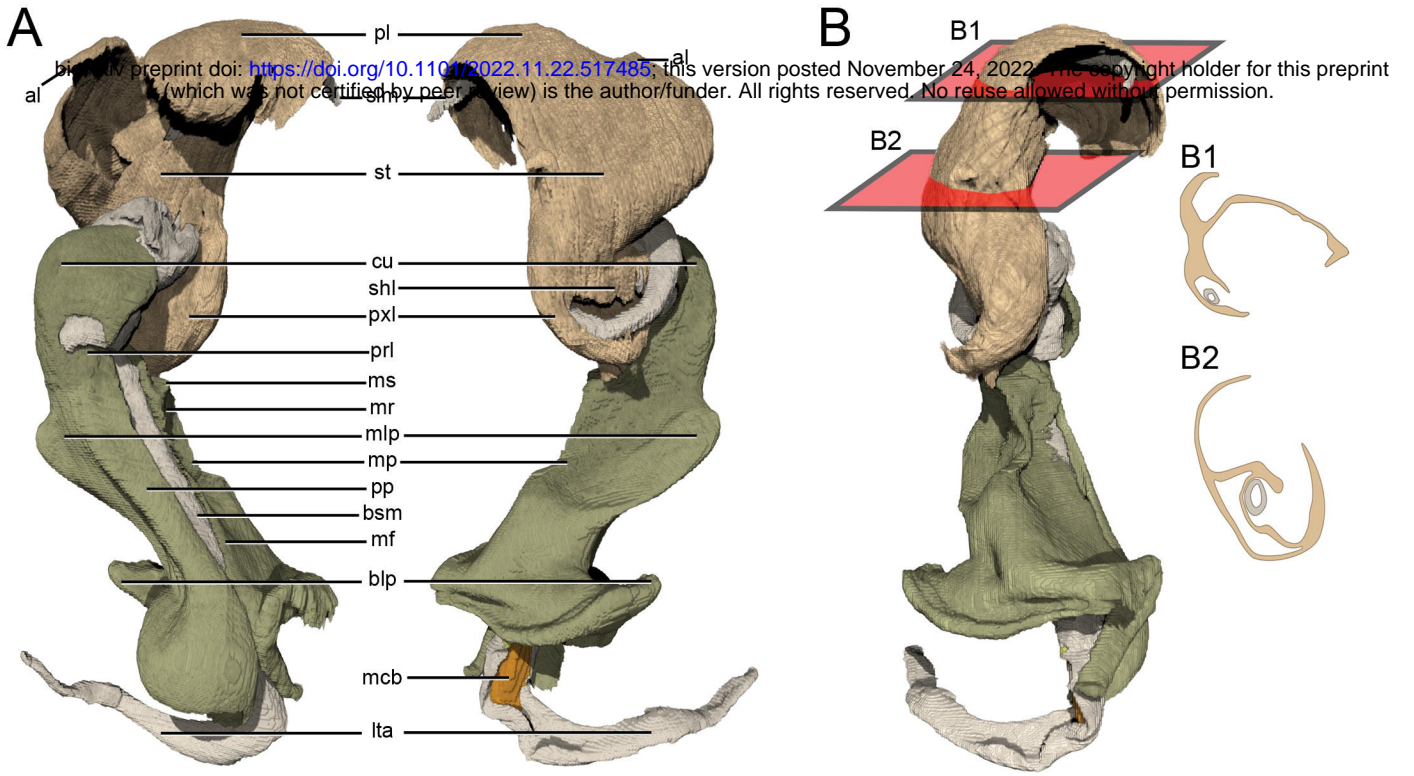 A
B
B1
pl
al
bioRxiv preprint doi: https://doi.org/10.1101/2022.11.22.517485; this version posted November 24, 2022. The copyright holder for this preprint
al
(which was not certified by peer review) is the author/funder. All rights reserved. No reuse allowed without permission.
B2
B1
st
cu
shl
pxl
prl
B2
ms
mr
mlp
mp
pp
bsm
mf
blp
mcb
lta